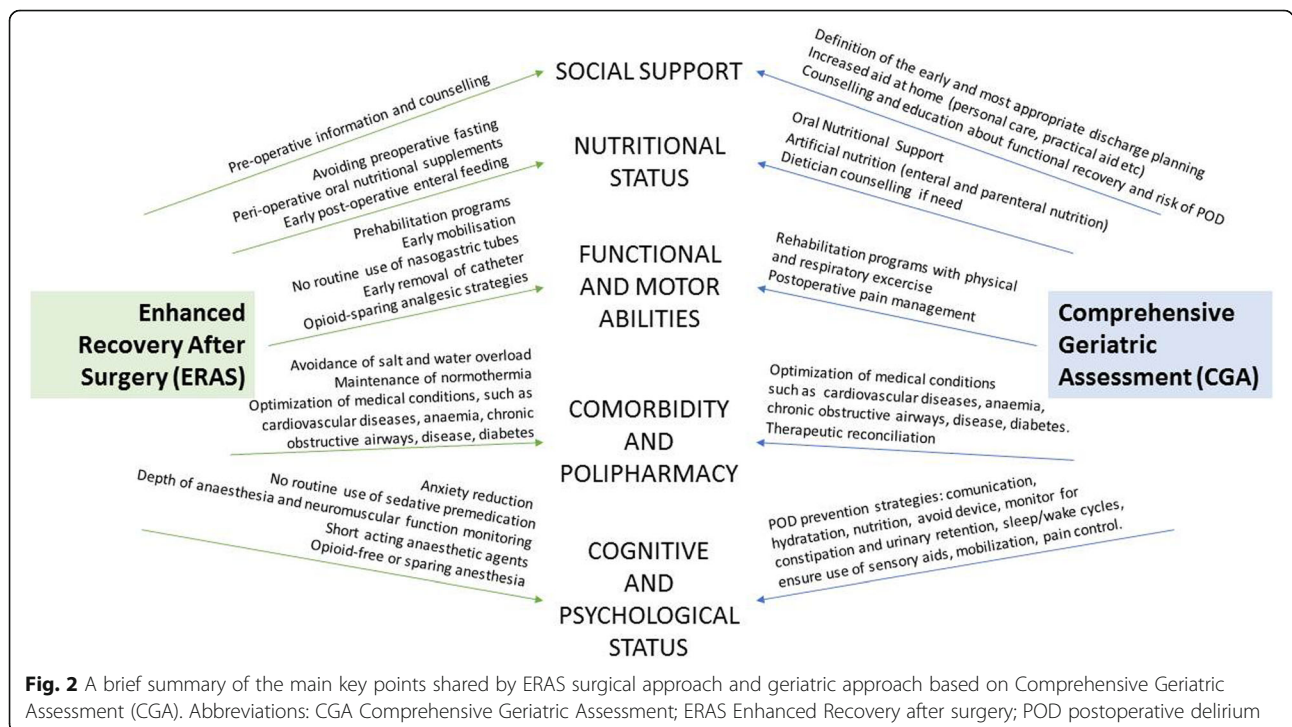 SOCIAL SUPPORT
Pre-operative information and counselling
Definition of the early and most appropriate discharge planning
Increased aid at home (personal care, practical aid etc)
Counselling and education about functional recovery and risk of POD
NUTRITIONAL
STATUS
Avoiding preoperative fasting
Peri-operative oral nutritional supplements
Early post-operative enteral feeding
Oral Nutritional Support
Artificial nutrition (enteral and parenteral nutrition)
Dietician counselling if need
FUNCTIONAL
AND MOTOR
ABILITIES
Prehabilitation programs
Early mobilisation
No routine use of nasogastric tubes
Early removal of catheter
Opioid-sparing analgesic strategies
Rehabilitation programs with physical
and respiratory excercise
Postoperative pain management
Enhanced
Recovery After
Surgery (ERAS)
Comprehensive
Geriatric
Assessment (CGA)
COMORBIDITY
AND
POLIPHARMACY
Avoidance of salt and water overload
Maintenance of normothermia
Optimization of medical conditions, such as
cardiovascular diseases, anaemia, chronic
obstructive airways, disease, diabetes
Optimization of medical conditions
such as cardiovascular diseases, anaemia,
chronic obstructive airways, disease, diabetes.
Therapeutic reconciliation
COGNITIVE
AND
PSYCHOLOGICAL
STATUS
Anxiety reduction
No routine use of sedative premedication
Depth of anaesthesia and neuromuscular function monitoring
Short acting anaesthetic agents
Opioid-free or sparing anesthesia
POD prevention strategies: comunication,
hydratation, nutrition, avoid device, monitor for
constipation and urinary retention, sleep/wake cycles,
ensure use of sensory aids, mobilization, pain control.
Fig. 2 A brief summary of the main key points shared by ERAS surgical approach and geriatric approach based on Comprehensive Geriatric
Assessment (CGA). Abbreviations: CGA Comprehensive Geriatric Assessment; ERAS Enhanced Recovery after surgery; POD postoperative delirium